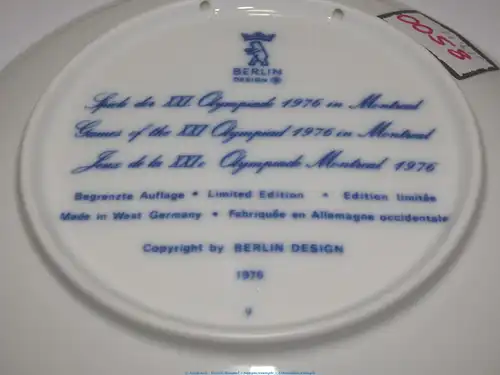 BERLIN
DESIGN
Spiele der XXI. Olympiade 1976 in Montreal
Games of the XXI Olympiad 1976 in Montreal
Jeux de la XXIe Olympiade Montreal 1976
Begrenzte Auflage • Limited Edition • Edition limitée
Made in West Germany • Fabriquée en Allemagne occidentale
Copyright by BERLIN DESIGN
1976
9